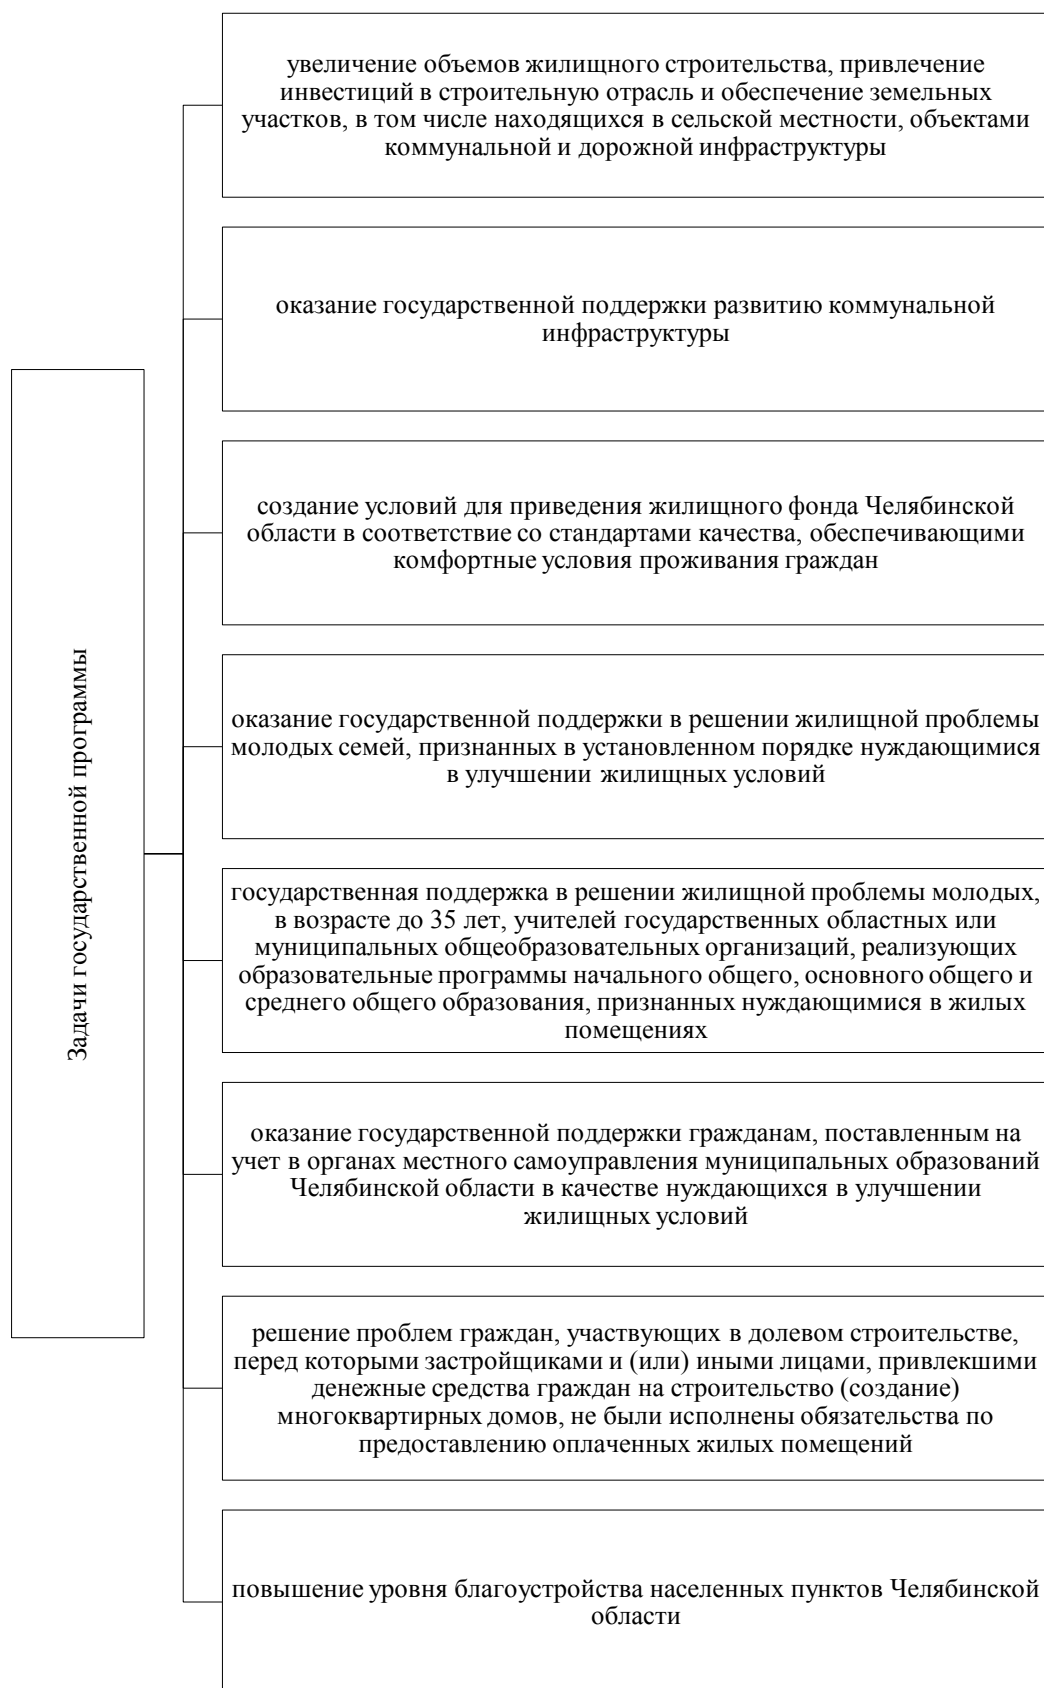 увеличение объемов жилищного строительства, привлечение
инвестиций в строительную отрасль и обеспечение земельных
участков, в том числе находящихся в сельской местности, объектами
коммунальной и дорожной инфраструктуры
оказание государственной поддержки развитию коммунальной
инфраструктуры
создание условий для приведения жилищного фонда Челябинской
области в соответствие со стандартами качества, обеспечивающими
комфортные условия проживания граждан
оказание государственной поддержки в решении жилищной проблемы
молодых семей, признанных в установленном порядке нуждающимися
в улучшении жилищных условий
Задачи государственной программы
государственная поддержка в решении жилищной проблемы молодых,
в возрасте до 35 лет, учителей государственных областных или
муниципальных общеобразовательных организаций, реализующих
образовательные программы начального общего, основного общего и
среднего общего образования, признанных нуждающимися в жилых
помещениях
оказание государственной поддержки гражданам, поставленным на
учет в органах местного самоуправления муниципальных образований
Челябинской области в качестве нуждающихся в улучшении
жилищных условий
решение проблем граждан, участвующих в долевом строительстве,
перед которыми застройщиками и (или) иными лицами, привлекшими
денежные средства граждан на строительство (создание)
многоквартирных домов, не были исполнены обязательства по
предоставлению оплаченных жилых помещений
повышение уровня благоустройства населенных пунктов Челябинской
области